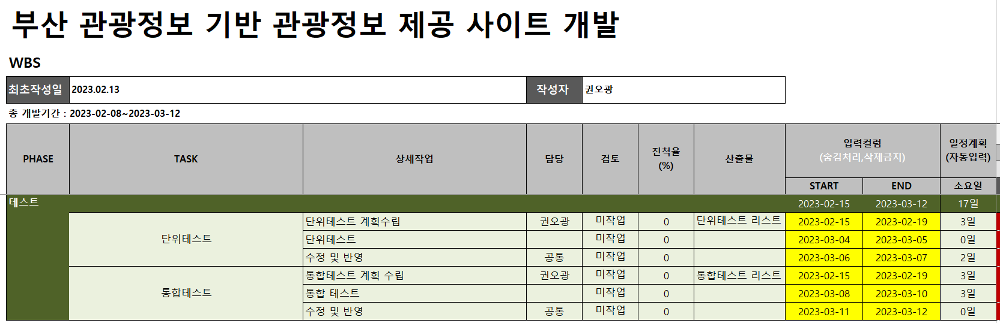 부산 관광정보 기반 관광정보 제공 사이트 개발
WBS
최초작성일 2023.02.13 작성자 권오광
총 개발기간 : 2023-02-08~2023-03-12
PHASE TASK 상세작업 담당 검토 진척율 (%) 산출물 입력컬럼 (숨김처리,삭제금지) 일정계획 (자동입력)
START END 소요일
테스트 2023-02-15 2023-03-12 17일
단위테스트 단위테스트 계획수립 권오광 미작업 0 단위테스트 리스트 2023-02-15 2023-02-19 3일
단위테스트 미작업 0 2023-03-04 2023-03-05 0일
수정 및 반영 공통 미작업 0 2023-03-06 2023-03-07 2일
통합테스트 통합테스트 계획 수립 권오광 미작업 0 통합테스트 리스트 2023-02-15 2023-02-19 3일
통합 테스트 미작업 0 2023-03-08 2023-03-10 3일
수정 및 반영 공통 미작업 0 2023-03-11 2023-03-12 0일